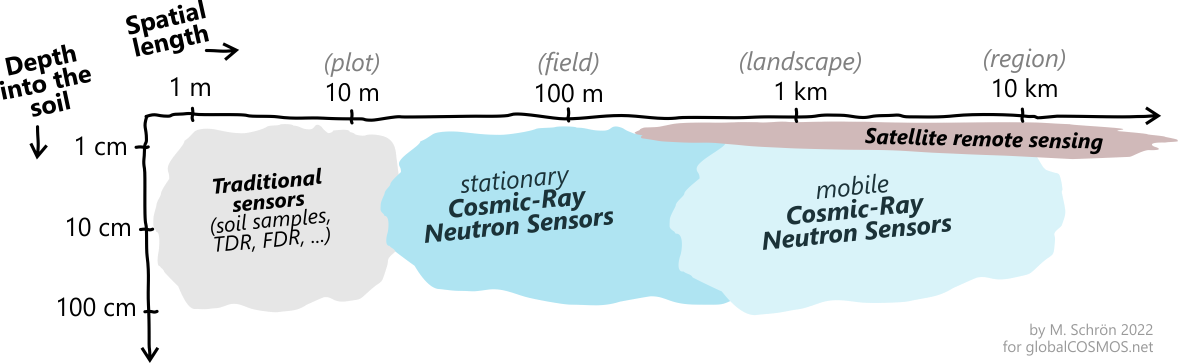 Spatial
length
Depth
into the
soil
(plot)
(field)
(landscape)
(region)
1 m
10 m
100 m
1 km
10 km
1 cm
10 cm
100 cm
Traditional
sensors
(soil samples,
TDR, FDR, ...)
stationary
Cosmic-Ray
Neutron Sensors
Satellite remote sensing
mobile
Cosmic-Ray
Neutron Sensors
by M. Schrön 2022
for globalCOSMOS.net